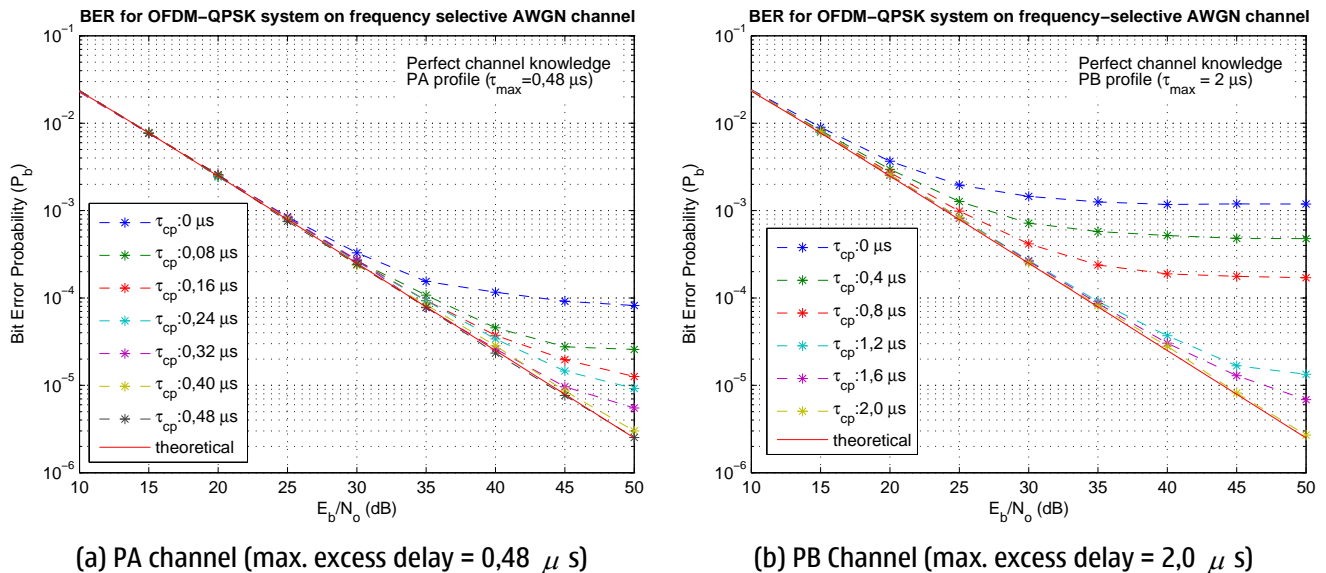 BER for OFDM−QPSK system on frequency selective AWGN channel
Perfect channel knowledge
PA profile (τmax=0,48 μs)
Bit Error Probability (Pb)
10−1
10−2
10−3
10−4
10−5
10−6
τcp:0 μs
τcp:0,08 μs
τcp:0,16 μs
τcp:0,24 μs
τcp:0,32 μs
τcp:0,40 μs
τcp:0,48 μs
theoretical
10 15 20 25 30 35 40 45 50
Eb/No (dB)
(a) PA channel (max. excess delay = 0,48 μ s)
BER for OFDM−QPSK system on frequency−selective AWGN channel
Perfect channel knowledge
PB profile (τmax = 2 μs)
Bit Error Probability (Pb)
10−1
10−2
10−3
10−4
10−5
10−6
τcp:0 μs
τcp:0,4 μs
τcp:0,8 μs
τcp:1,2 μs
τcp:1,6 μs
τcp:2,0 μs
theoretical
10 15 20 25 30 35 40 45 50
Eb/No (dB)
(b) PB Channel (max. excess delay = 2,0 μ s)